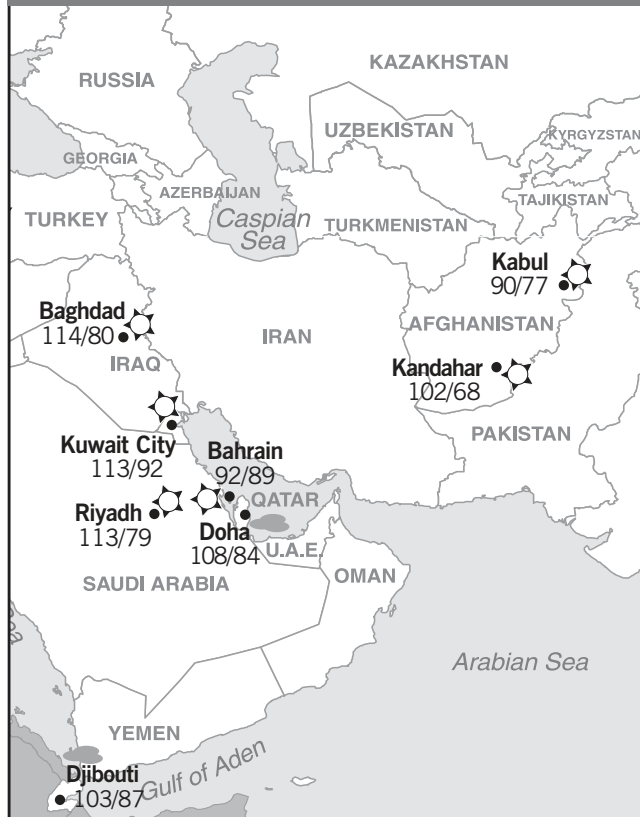 KAZAKHSTAN
RUSSIA
UZBEKISTAN
KYRGYZSTAN
GEORGIA
AZERBAIJAN
TAJIKISTAN
TURKEY
Caspian
Sea
TURKMENISTAN
Kabul
90/77
Baghdad
114/80
IRAQ
IRAN
AFGHANISTAN
Kandahar
102/68
PAKISTAN
Kuwait City
113/92
Bahrain
92/89
QATAR
Riyadh
113/79
Doha
108/84
U.A.E.
SAUDI ARABIA
OMAN
Arabian Sea
YEMEN
Gulf of Aden
Djibouti
103/87